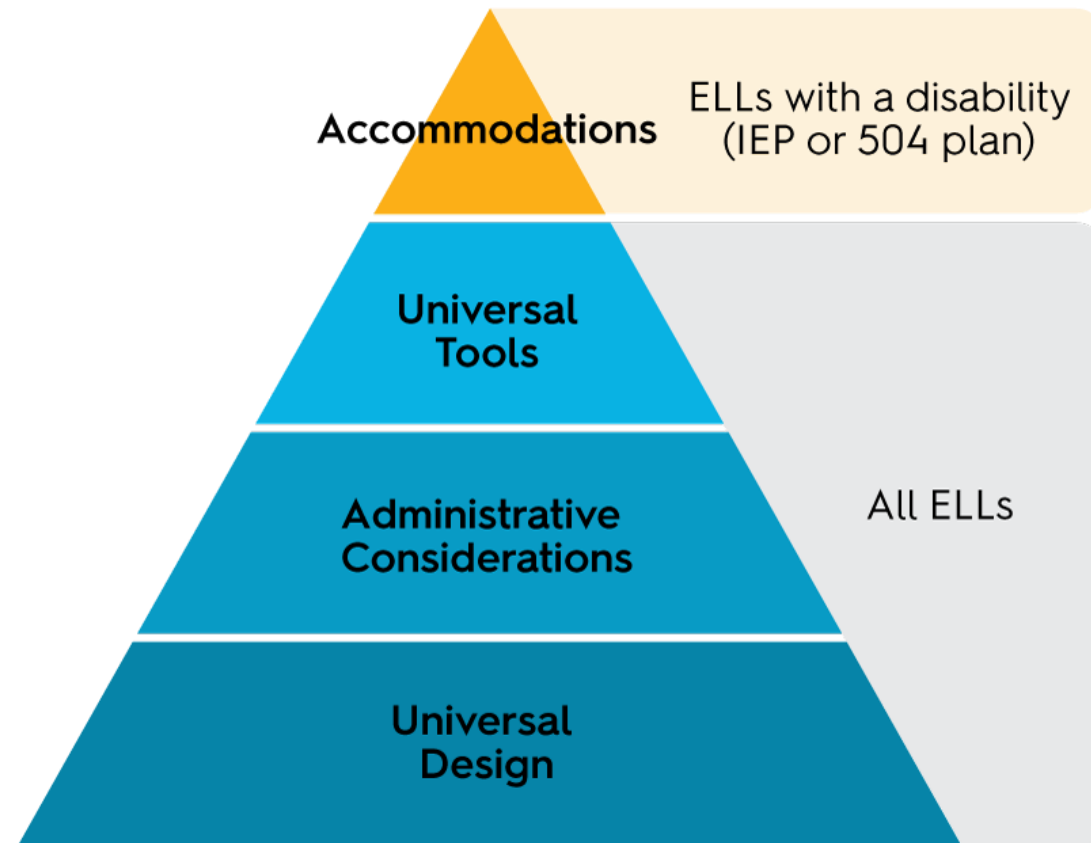 Accommodations
ELLs with a disability
(IEP or 504 plan)
Universal
Tools
Administrative
Considerations
All ELLs
Universal
Design